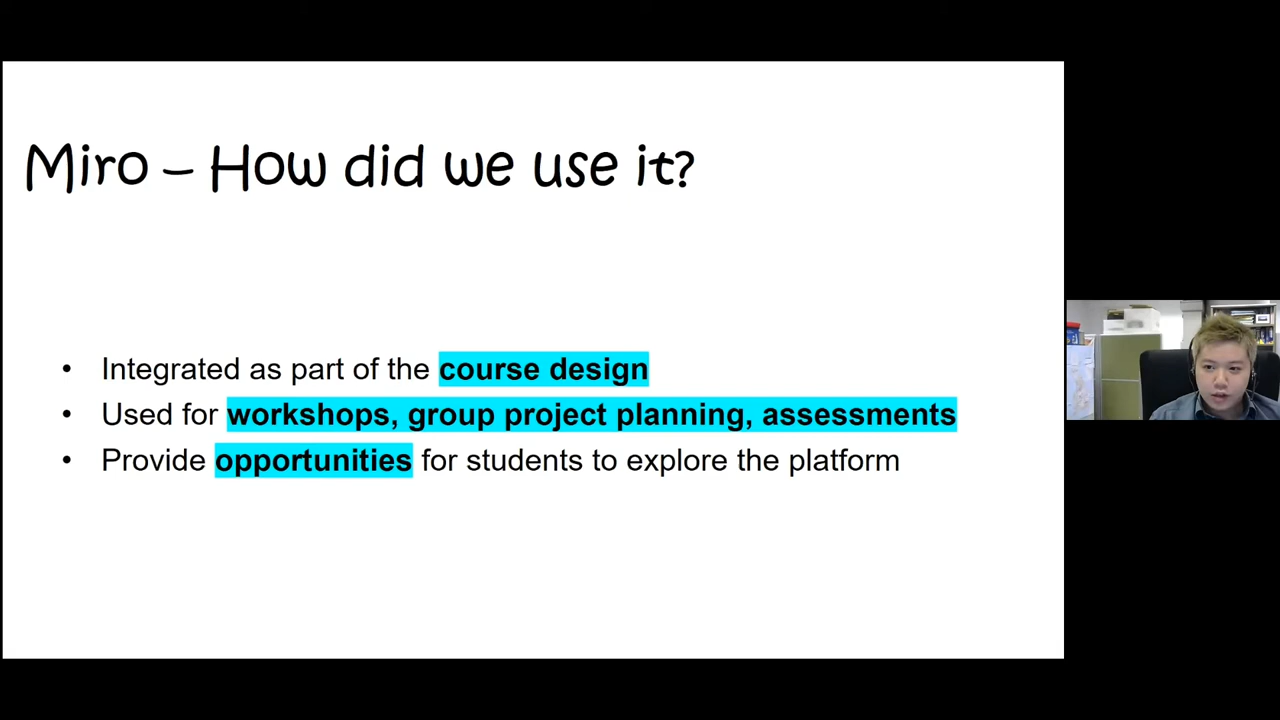 Miro – How did we use it?
• Integrated as part of the course design
• Used for workshops, group project planning, assessments
• Provide opportunities for students to explore the platform